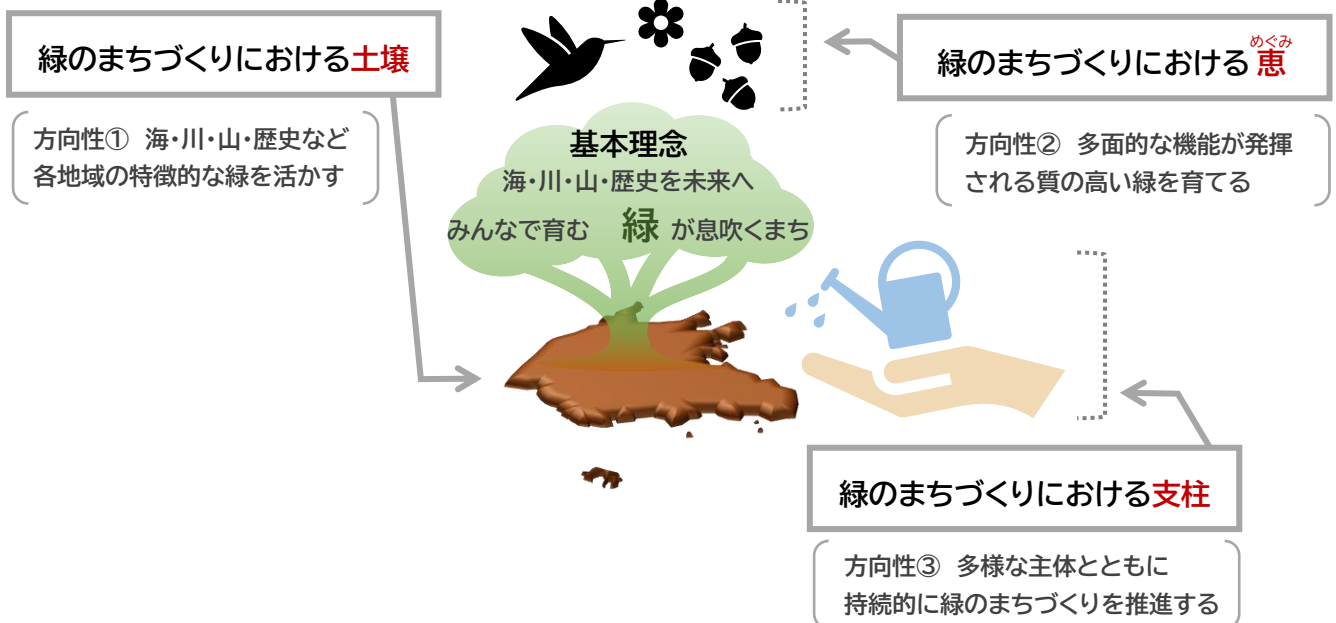 緑のまちづくりにおける土壌
方向性① 海・川・山・歴史など
各地域の特徴的な緑を活かす
めぐみ
緑のまちづくりにおける恵
方向性② 多面的な機能が発揮
される質の高い緑を育てる
基本理念
海・川・山・歴史を未来へ
みんなで育む 緑 が息吹くまち
緑のまちづくりにおける支柱
方向性③ 多様な主体とともに
持続的に緑のまちづくりを推進する